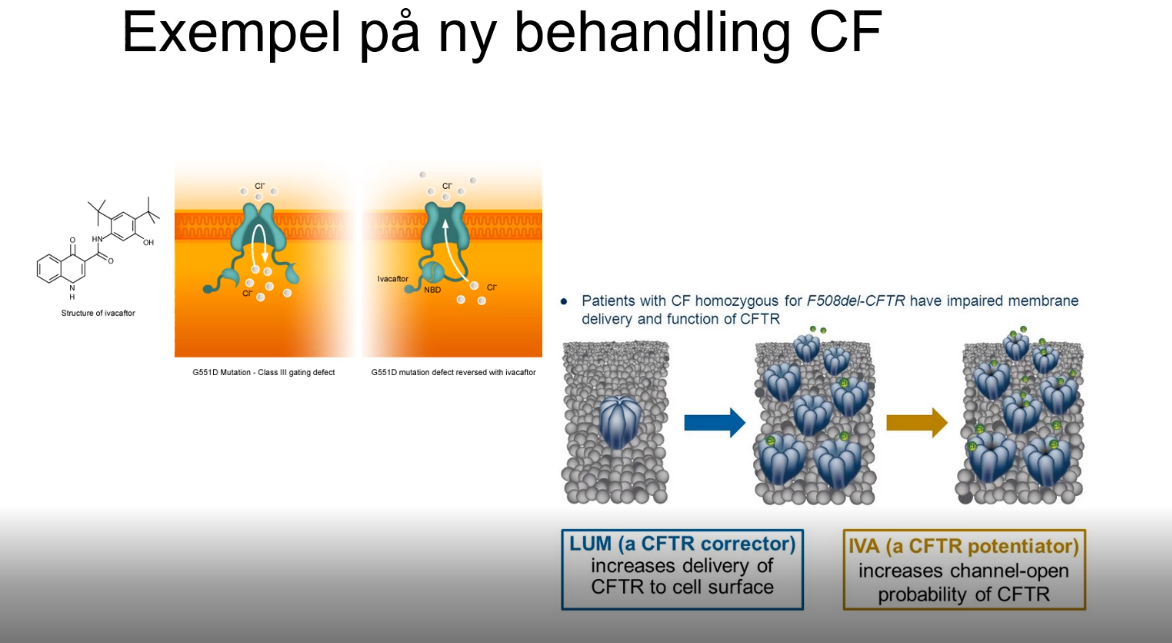 Exempel på ny behandling CF
Cl⁻
Cl⁻
O
HN
OH
O
N
H
Structure of ivacaftor
Cl⁻
Ivacaftor
NBD
Cl⁻
G551D Mutation - Class III gating defect
G551D mutation defect reversed with ivacaftor
• Patients with CF homozygous for F508del-CFTR have impaired membrane
delivery and function of CFTR
LUM (a CFTR corrector)
increases delivery of
CFTR to cell surface
IVA (a CFTR potentiator)
increases channel-open
probability of CFTR